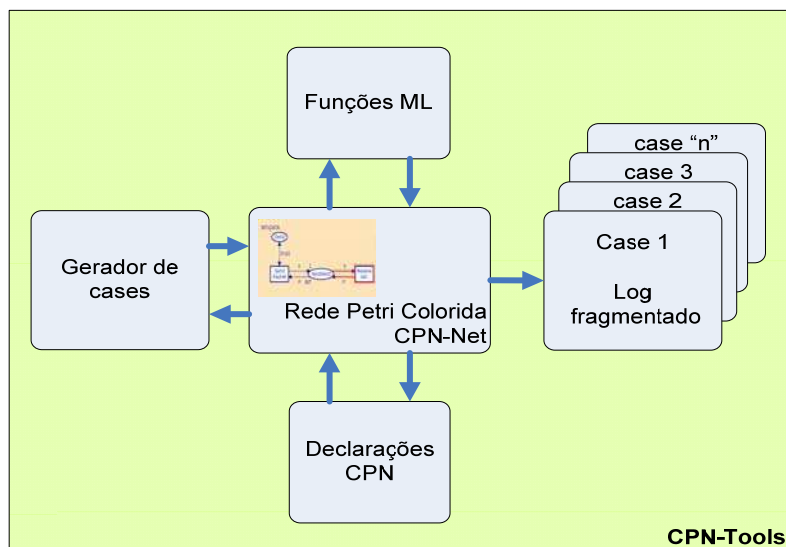 Funções ML
case "n"
case 3
case 2
Case 1
Log
fragmentado
Gerador de
cases
Rede Petri Colorida
CPN-Net
Declarações
CPN
CPN-Tools